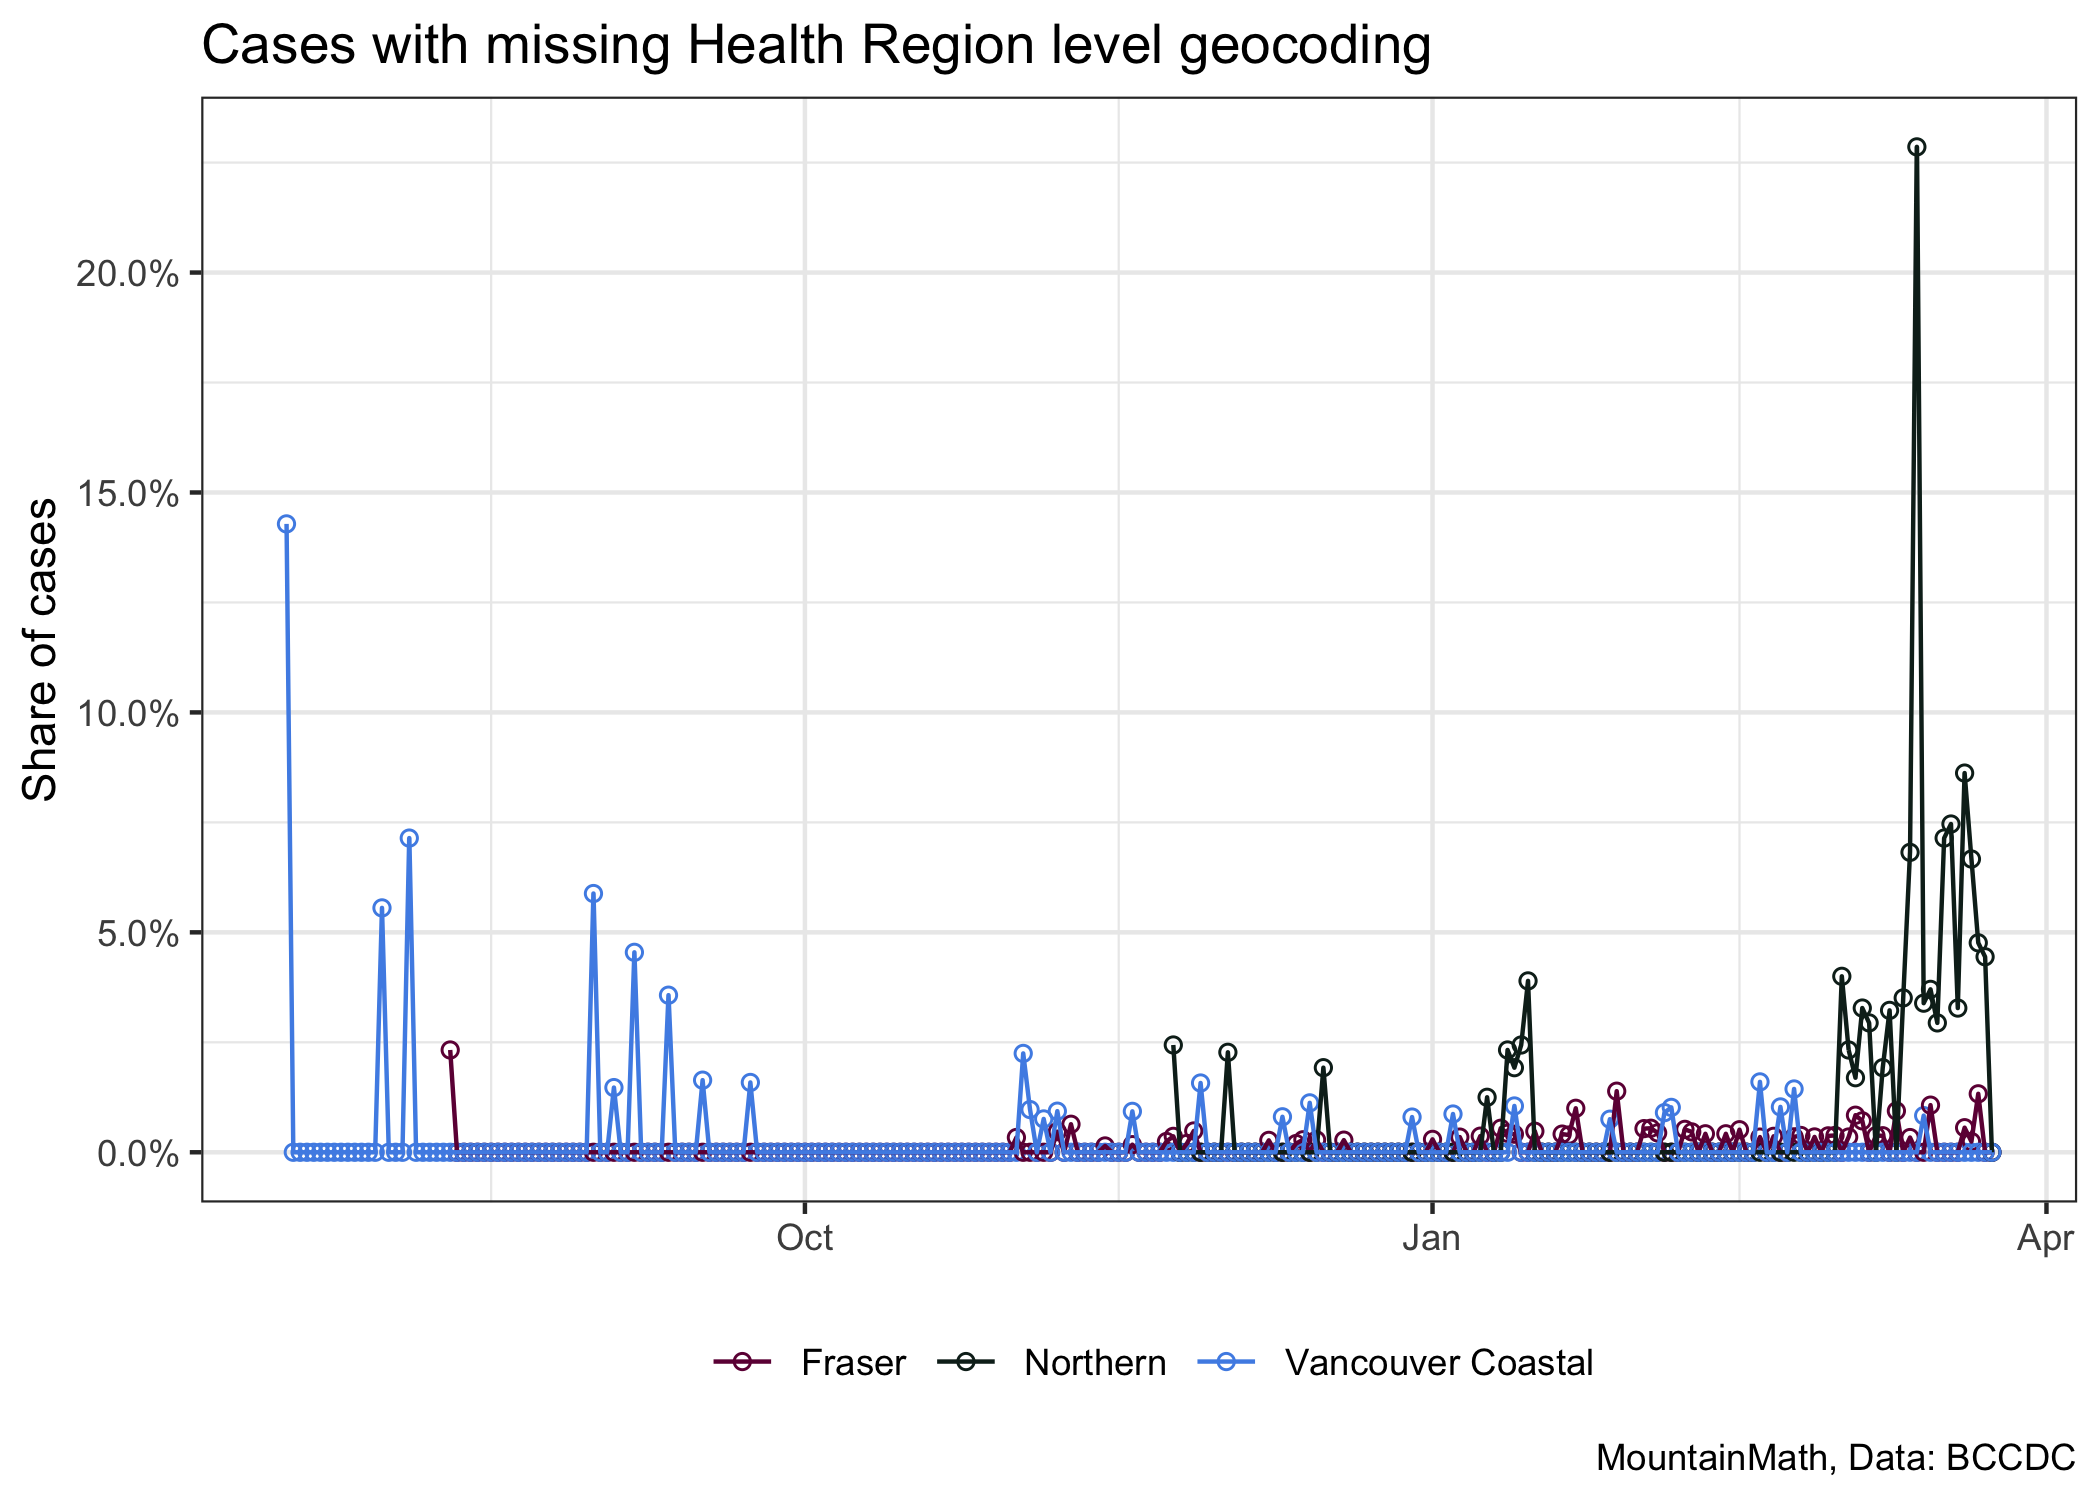 Cases with missing Health Region level geocoding
Share of cases
20.0%
15.0%
10.0%
5.0%
0.0%
Oct Jan Apr
Fraser Northern Vancouver Coastal
MountainMath, Data: BCCDC